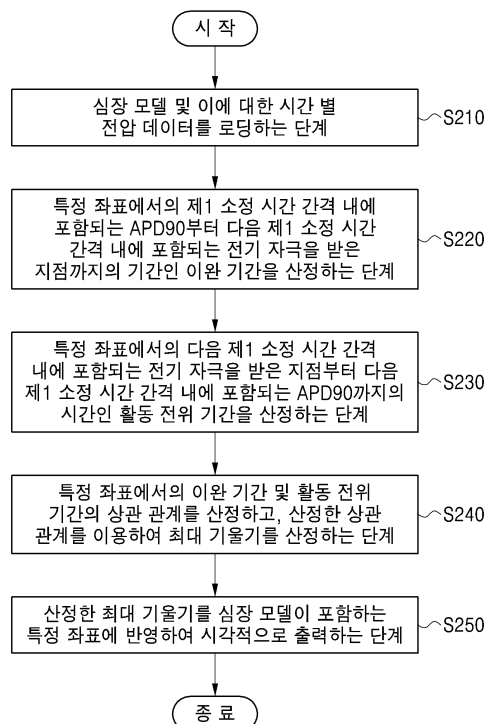 시 작
심장 모델 및 이에 대한 시간 별
전압 데이터를 로딩하는 단계
S210
특정 좌표에서의 제1 소정 시간 간격 내에
포함되는 APD90부터 다음 제1 소정 시간
간격 내에 포함되는 전기 자극을 받은
지점까지의 기간인 이완 기간을 산정하는 단계
S220
특정 좌표에서의 다음 제1 소정 시간 간격
내에 포함되는 전기 자극을 받은 지점부터 다음
제1 소정 시간 간격 내에 포함되는 APD90까지의
시간인 활동 전위 기간을 산정하는 단계
S230
특정 좌표에서의 이완 기간 및 활동 전위
기간의 상관 관계를 산정하고, 산정한 상관
관계를 이용하여 최대 기울기를 산정하는 단계
S240
산정한 최대 기울기를 심장 모델이 포함하는
특정 좌표에 반영하여 시각적으로 출력하는 단계
S250
종 료